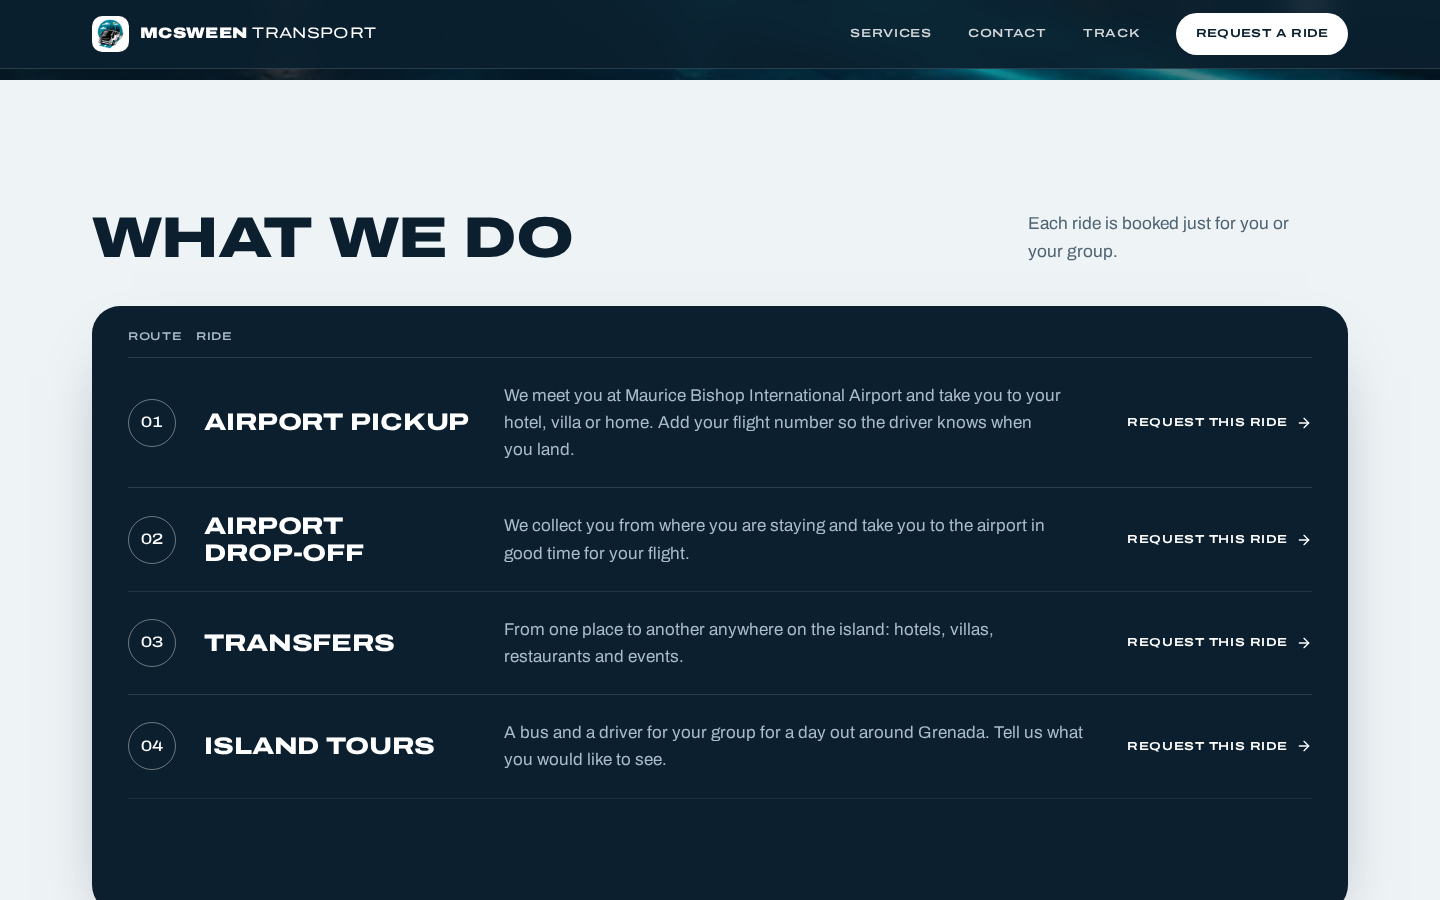 MCSWEEN TRANSPORT
SERVICES
CONTACT
TRACK
REQUEST A RIDE
WHAT WE DO
Each ride is booked just for you or
your group.
ROUTE RIDE
01
AIRPORT PICKUP
We meet you at Maurice Bishop International Airport and take you to your
hotel, villa or home. Add your flight number so the driver knows when
you land.
REQUEST THIS RIDE →
02
AIRPORT
DROP-OFF
We collect you from where you are staying and take you to the airport in
good time for your flight.
REQUEST THIS RIDE →
03
TRANSFERS
From one place to another anywhere on the island: hotels, villas,
restaurants and events.
REQUEST THIS RIDE →
04
ISLAND TOURS
A bus and a driver for your group for a day out around Grenada. Tell us what
you would like to see.
REQUEST THIS RIDE →